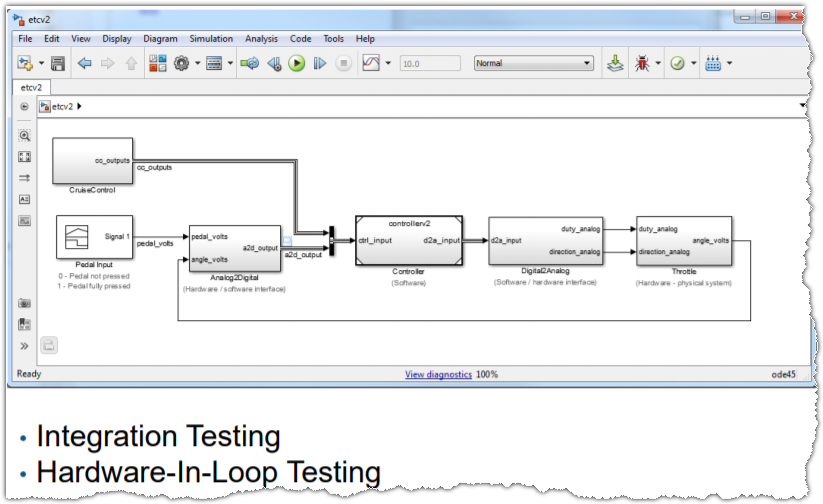 etcv2
File Edit View Display Diagram Simulation Analysis Code Tools Help
10.0 Normal
etcv2
etcv2
cc_outputs
cc_outputs
CruiseControl
Signal 1
pedal_volts
Pedal Input
0 - Pedal not pressed
1 - Pedal fully pressed
pedal_volts
a2d_output
angle_volts
a2d_output
Analog2Digital
(Hardware / software interface)
controllerv2
ctrl_input d2a_input
Controller
(Software)
duty_analog
d2a_input
direction_analog
Digital2Analog
(Software / hardware interface)
duty_analog
angle_volts
direction_analog
Throttle
(Hardware - physical system)
Ready View diagnostics 100% ode45
• Integration Testing
• Hardware-In-Loop Testing